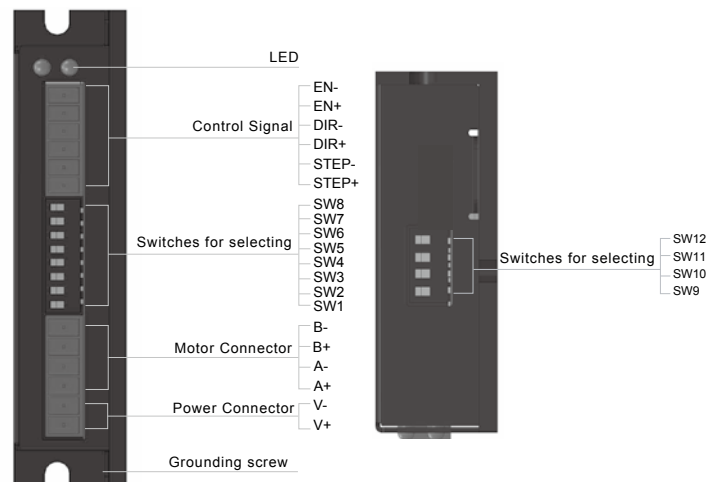 LED
Control Signal
EN-
EN+
DIR-
DIR+
STEP-
STEP+
Switches for selecting
SW8
SW7
SW6
SW5
SW4
SW3
SW2
SW1
Motor Connector
B-
B+
A-
A+
Power Connector
V-
V+
Grounding screw
Switches for selecting
SW12
SW11
SW10
SW9